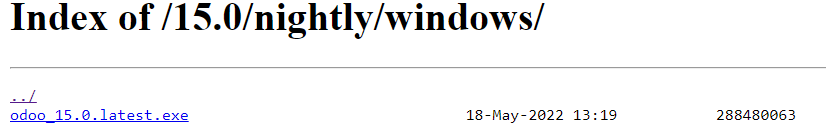 Index of /15.0/nightly/windows/
../
odoo_15.0.latest.exe 18-May-2022 13:19 288480063